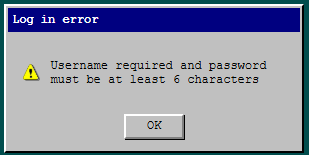 Log in error
Username required and password
must be at least 6 characters
OK